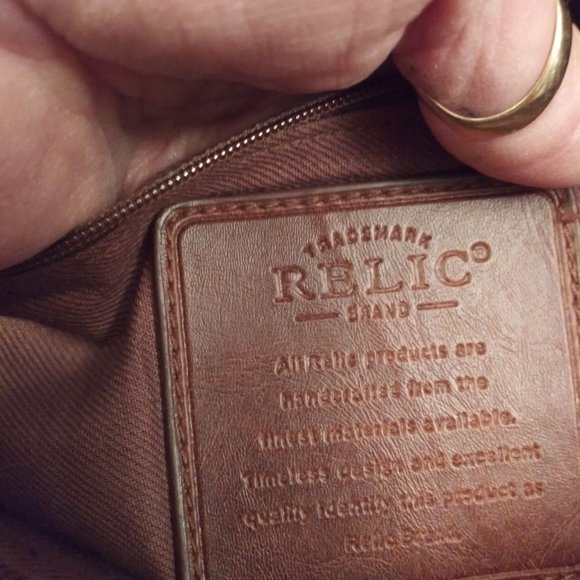 TRADEMARK
RELIC®
BRAND
All Relic products are
handcrafted from the
finest materials available.
Timeless design and excellent
quality identify this product as
Relic Brand.